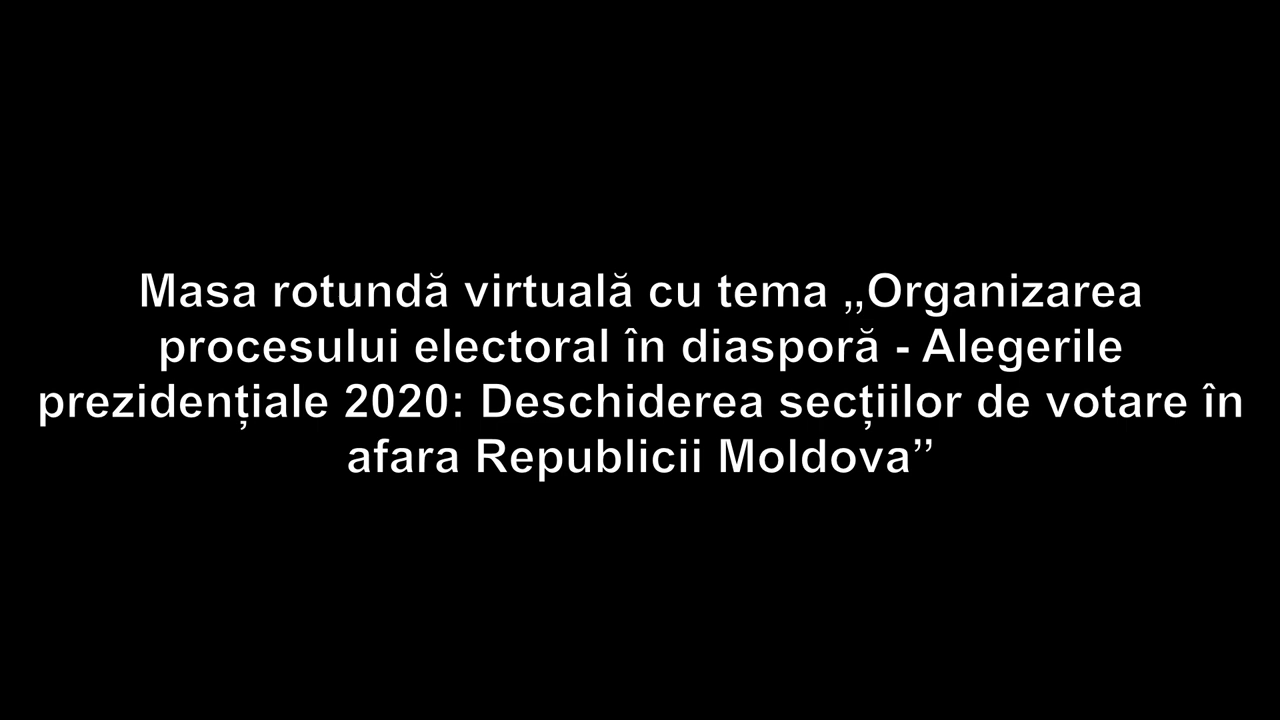 Masa rotundă virtuală cu tema „Organizarea
procesului electoral în diasporă - Alegerile
prezidențiale 2020: Deschiderea secțiilor de votare în
afara Republicii Moldova”